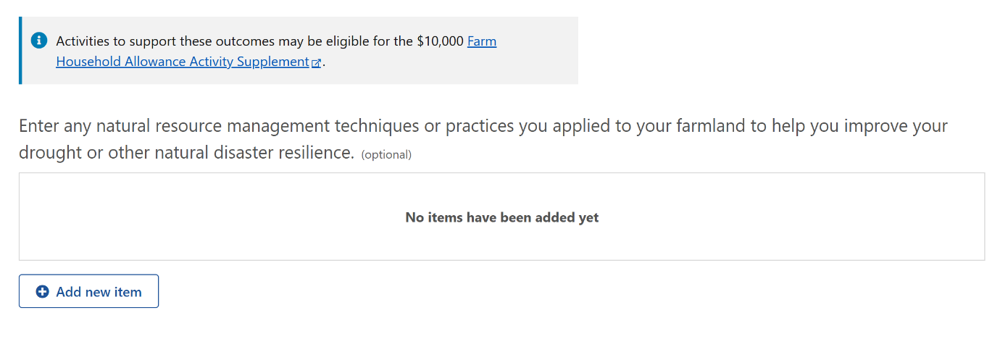 Activities to support these outcomes may be eligible for the $10,000 Farm
Household Allowance Activity Supplement.
Enter any natural resource management techniques or practices you applied to your farmland to help you improve your
drought or other natural disaster resilience. (optional)
No items have been added yet
Add new item